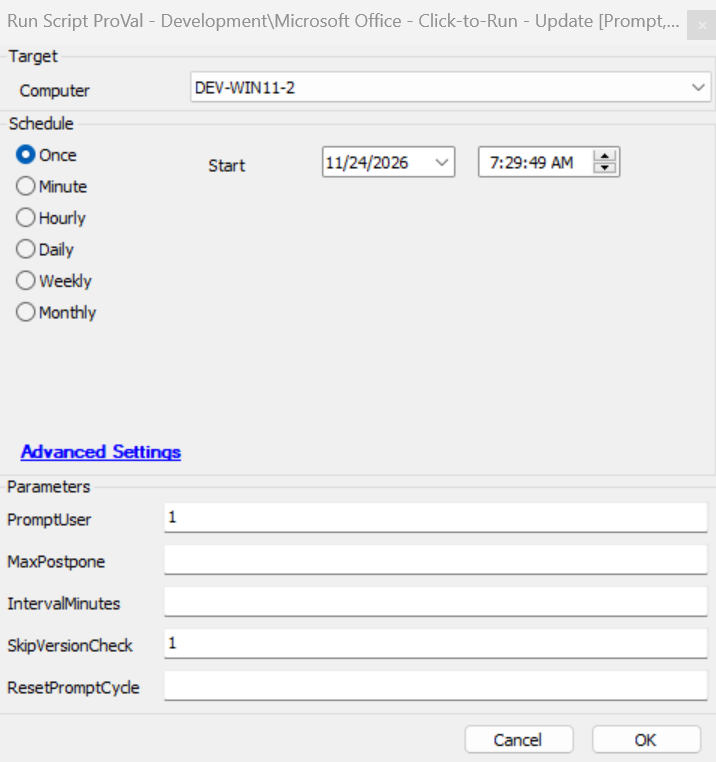 Run Script ProVal - Development\Microsoft Office - Click-to-Run - Update [Prompt,...
Target
Computer DEV-WIN11-2
Schedule
Once Start 11/24/2026 7:29:49 AM
Minute
Hourly
Daily
Weekly
Monthly
Advanced Settings
Parameters
PromptUser 1
MaxPostpone
IntervalMinutes
SkipVersionCheck 1
ResetPromptCycle
Cancel OK